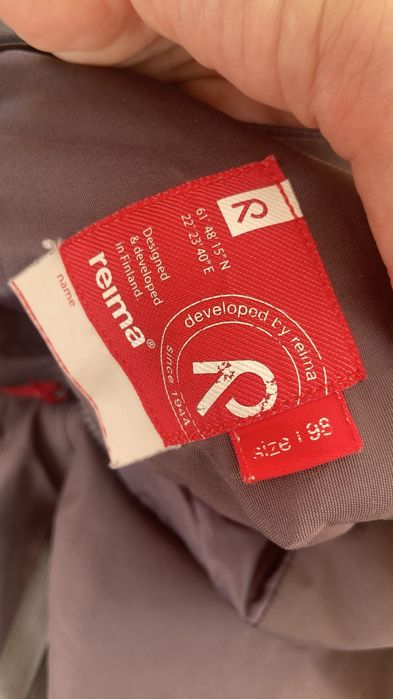 name
reima®
Designed
& developed
in Finland.
61°48'15"N
22°23'40"E
developed by reima
since 1944
size | 98